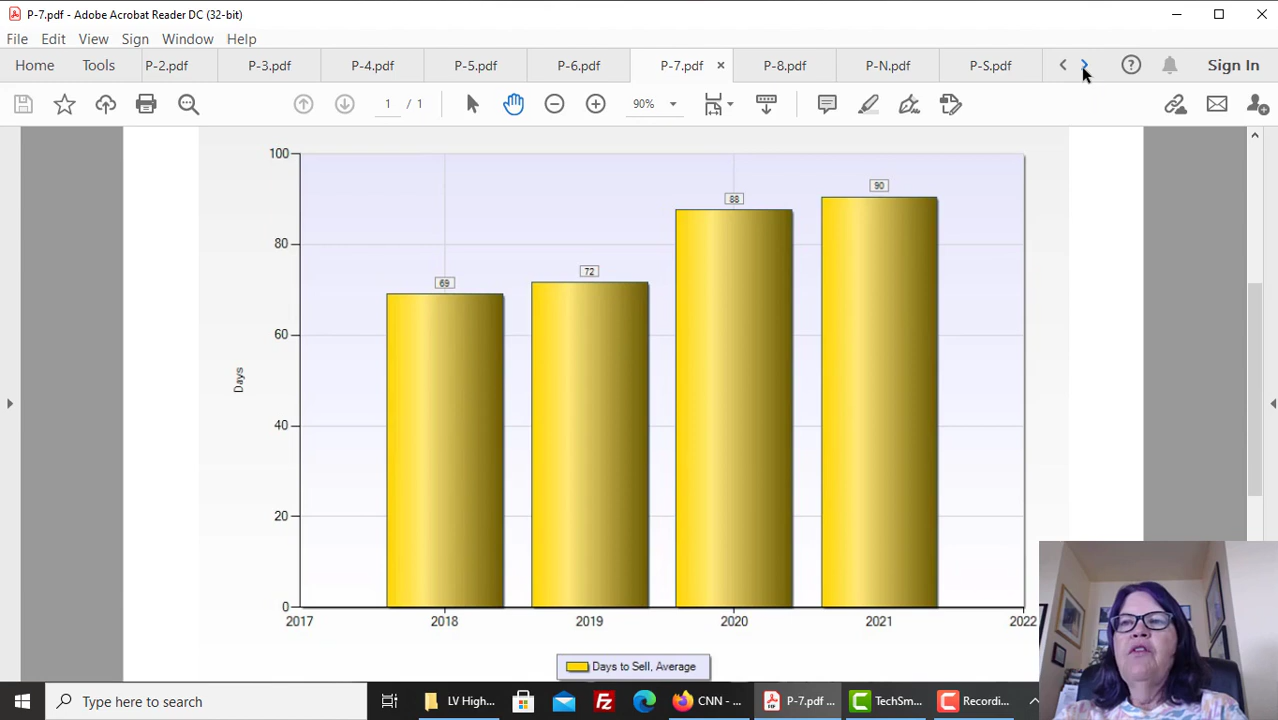 P-7.pdf - Adobe Acrobat Reader DC (32-bit)
File Edit View Sign Window Help
Home Tools P-2.pdf P-3.pdf P-4.pdf P-5.pdf P-6.pdf P-7.pdf × P-8.pdf P-N.pdf P-S.pdf Sign In
1 / 1 90%
100
80
60
40
20
0
Days
69 72 88 90
2017 2018 2019 2020 2021 2022
Days to Sell, Average
Type here to search LV High... CNN - ... P-7.pdf ... TechSm... Recordi...